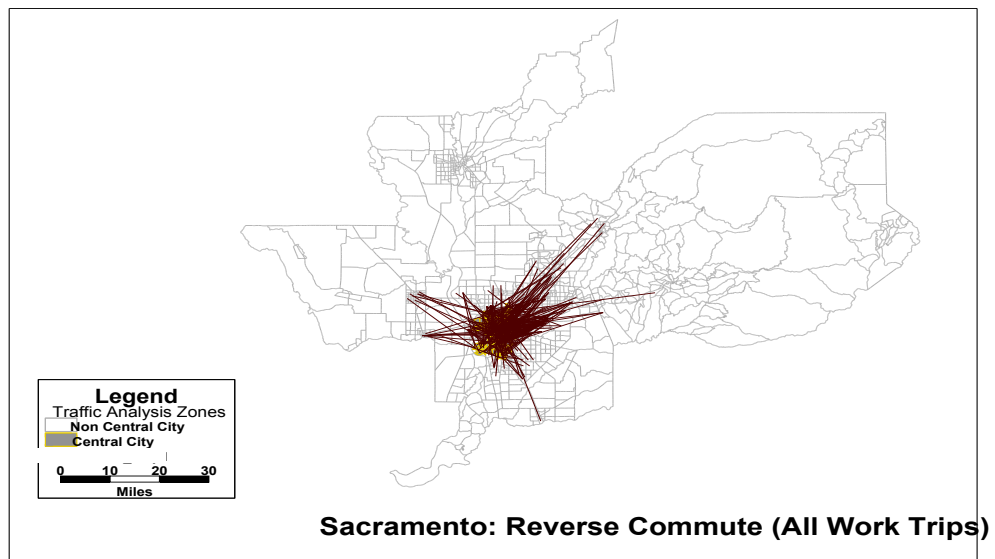 Legend
Traffic Analysis Zones
Non Central City
Central City
0 10 20 30
Miles
Sacramento: Reverse Commute (All Work Trips)